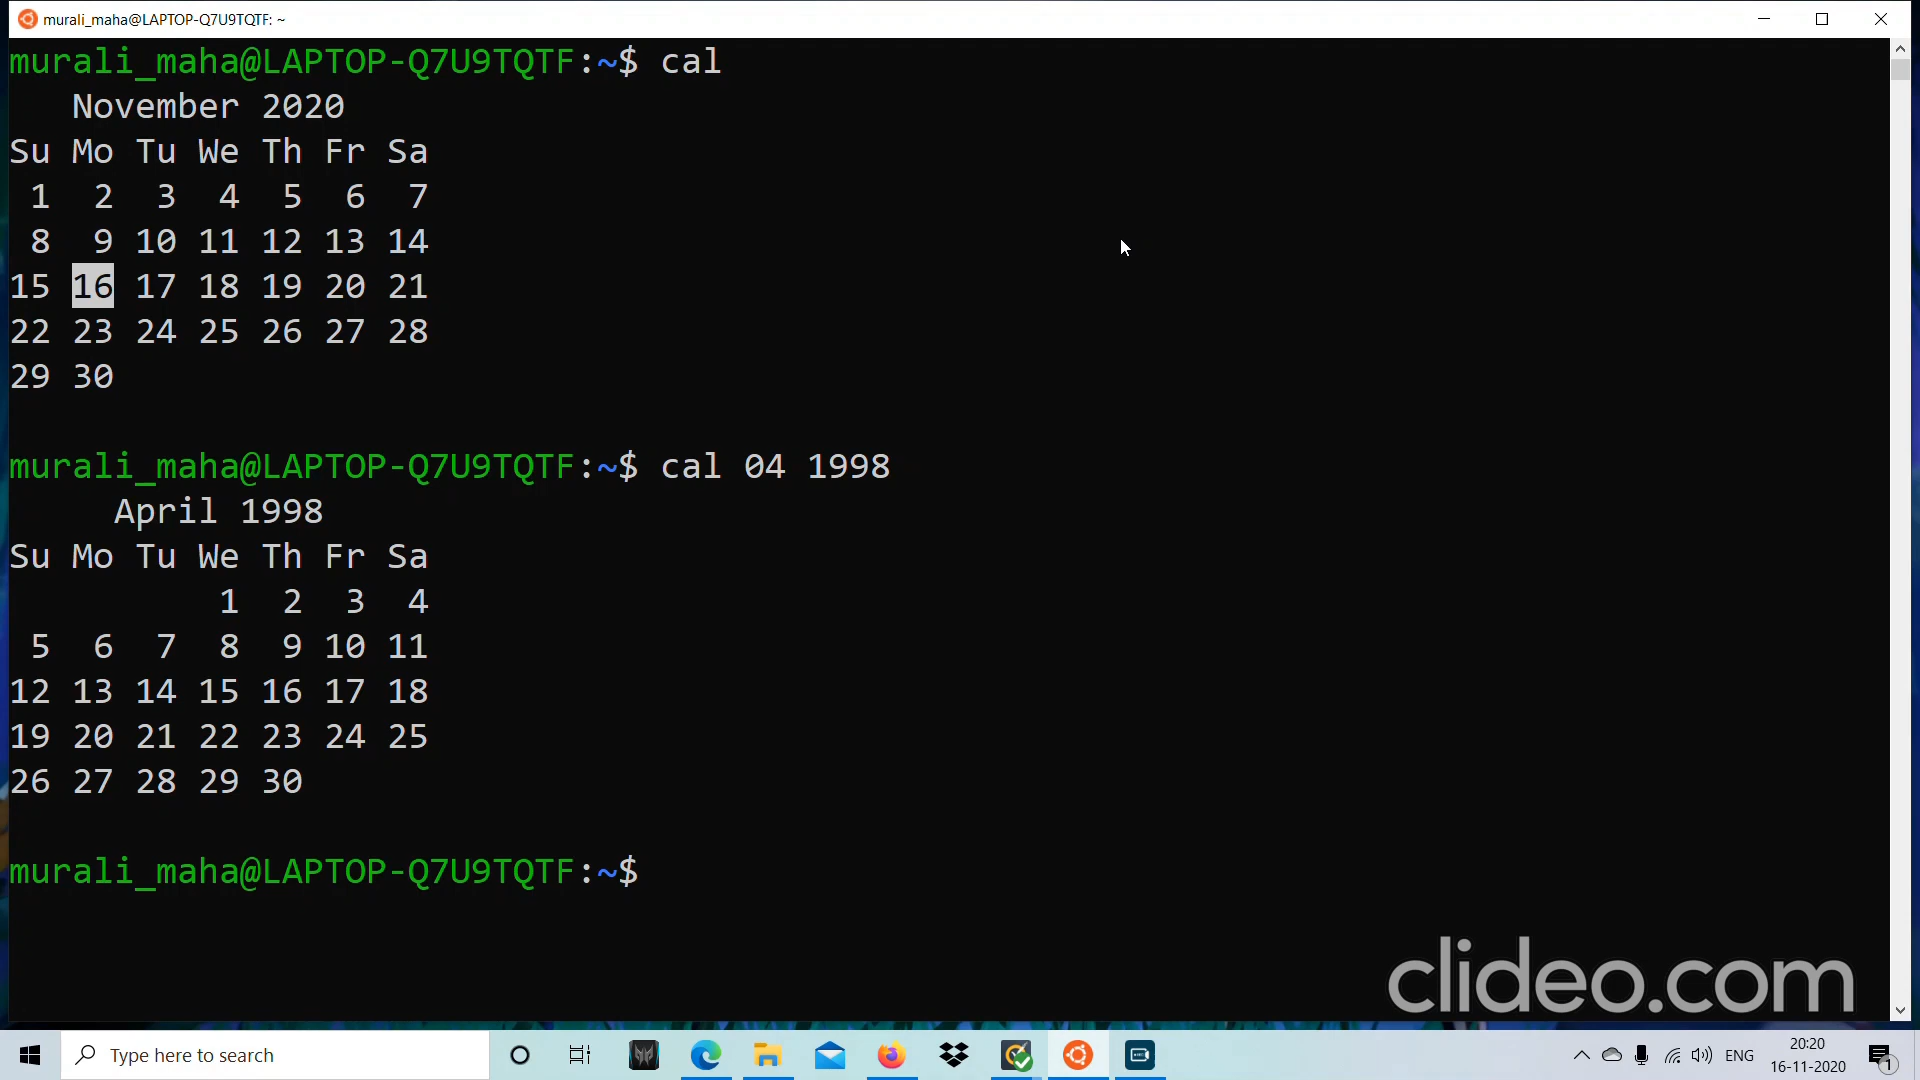 murali_maha@LAPTOP-Q7U9TQTF: ~
murali_maha@LAPTOP-Q7U9TQTF:~$ cal
   November 2020
Su Mo Tu We Th Fr Sa
 1  2  3  4  5  6  7
 8  9 10 11 12 13 14
15 16 17 18 19 20 21
22 23 24 25 26 27 28
29 30
murali_maha@LAPTOP-Q7U9TQTF:~$ cal 04 1998
     April 1998
Su Mo Tu We Th Fr Sa
          1  2  3  4
 5  6  7  8  9 10 11
12 13 14 15 16 17 18
19 20 21 22 23 24 25
26 27 28 29 30
murali_maha@LAPTOP-Q7U9TQTF:~$
clideo.com
Type here to search
ENG
20:20
16-11-2020
1